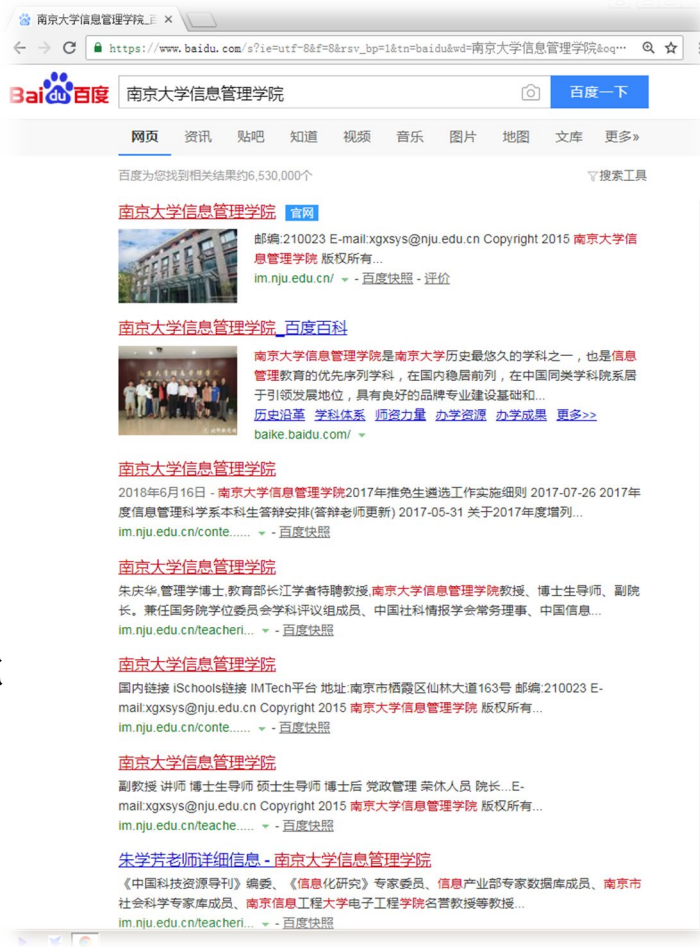 南京大学信息管理学院_百
https://www.baidu.com/s?ie=utf-8&f=8&rsv_bp=1&tn=baidu&wd=南京大学信息管理学院&oq…
Bai du 百度
南京大学信息管理学院
百度一下
网页 资讯 贴吧 知道 视频 音乐 图片 地图 文库 更多»
百度为您找到相关结果约6,530,000个
搜索工具
南京大学信息管理学院 官网
邮编:210023 E-mail:xgxsys@nju.edu.cn Copyright 2015 南京大学信
息管理学院 版权所有...
im.nju.edu.cn/ - 百度快照 - 评价
南京大学信息管理学院_百度百科
南京大学信息管理学院是南京大学历史最悠久的学科之一，也是信息
管理教育的优先序列学科，在国内稳居前列，在中国同类学科院系居
于引领发展地位，具有良好的品牌专业建设基础和...
历史沿革 学科体系 师资力量 办学资源 办学成果 更多>>
baike.baidu.com/
南京大学信息管理学院
2018年6月16日 - 南京大学信息管理学院2017年推免生遴选工作实施细则 2017-07-26 2017年
度信息管理科学系本科生答辩安排(答辩老师更新) 2017-05-31 关于2017年度增列...
im.nju.edu.cn/conte...... - 百度快照
南京大学信息管理学院
朱庆华,管理学博士,教育部长江学者特聘教授,南京大学信息管理学院教授、博士生导师、副院
长。兼任国务院学位委员会学科评议组成员、中国社科情报学会常务理事、中国信息...
im.nju.edu.cn/teacheri... - 百度快照
南京大学信息管理学院
国内链接 iSchools链接 IMTech平台 地址:南京市栖霞区仙林大道163号 邮编:210023 E-
mail:xgxsys@nju.edu.cn Copyright 2015 南京大学信息管理学院 版权所有...
im.nju.edu.cn/conte...... - 百度快照
南京大学信息管理学院
副教授 讲师 博士生导师 硕士生导师 博士后 党政管理 荣休人员 院长...E-
mail:xgxsys@nju.edu.cn Copyright 2015 南京大学信息管理学院 版权所有...
im.nju.edu.cn/teache..... - 百度快照
朱学芳老师详细信息 - 南京大学信息管理学院
《中国科技资源导刊》编委、《信息化研究》专家委员、信息产业部专家数据库成员、南京市
社会科学专家库成员、南京信息工程大学电子工程学院名誉教授等教授...
im.nju.edu.cn/teacheri... - 百度快照